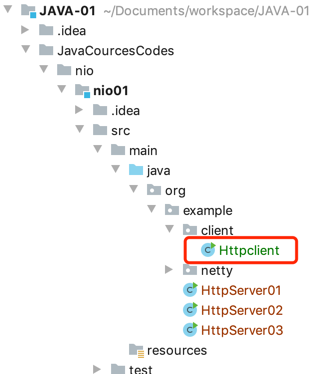 JAVA-01 ~/Documents/workspace/JAVA-01
.idea
JavaCourcesCodes
nio
nio01
.idea
src
main
java
org
example
client
Httpclient
netty
HttpServer01
HttpServer02
HttpServer03
resources
test